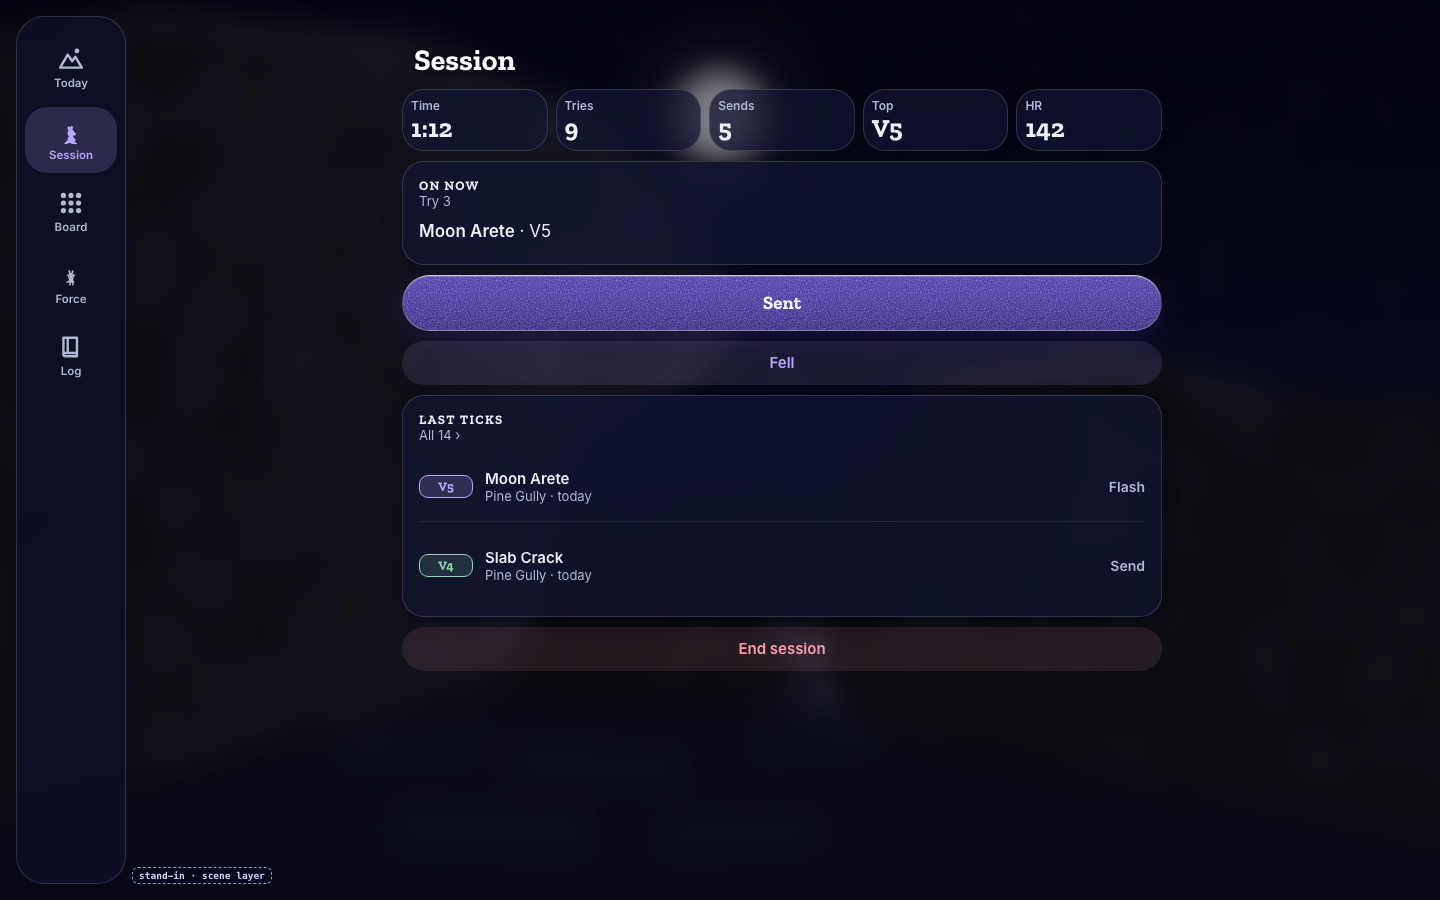 Today
Session
Board
Force
Log
Session
Time
1:12
Tries
9
Sends
5
Top
V5
HR
142
ON NOW
Try 3
Moon Arete · V5
Sent
Fell
LAST TICKS
All 14 ›
V5
Moon Arete
Pine Gully · today
Flash
V4
Slab Crack
Pine Gully · today
Send
End session
stand-in · scene layer